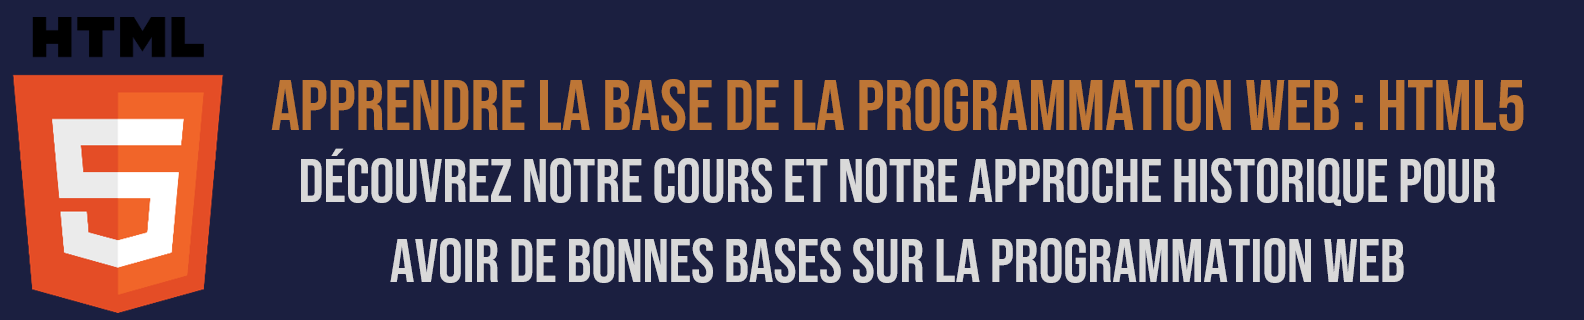 HTML
5
APPRENDRE LA BASE DE LA PROGRAMMATION WEB : HTML5
DÉCOUVREZ NOTRE COURS ET NOTRE APPROCHE HISTORIQUE POUR
AVOIR DE BONNES BASES SUR LA PROGRAMMATION WEB